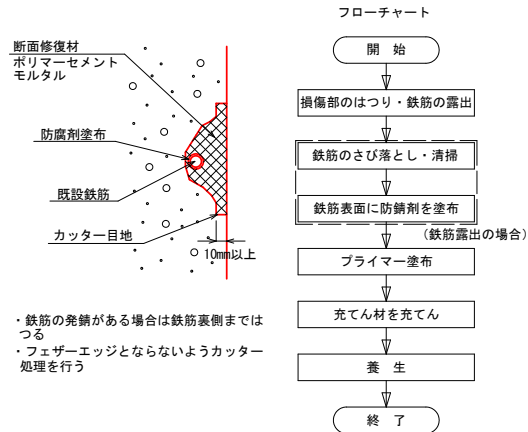 断面修復材
ポリマーセメント
モルタル
防腐剤塗布
既設鉄筋
カッター目地
10mm以上
・鉄筋の発錆がある場合は鉄筋裏側までは
つる
・フェザーエッジとならないようカッター
処理を行う
フローチャート
開 始
損傷部のはつり・鉄筋の露出
鉄筋のさび落とし・清掃
鉄筋表面に防錆剤を塗布
(鉄筋露出の場合)
プライマー塗布
充てん材を充てん
養 生
終 了